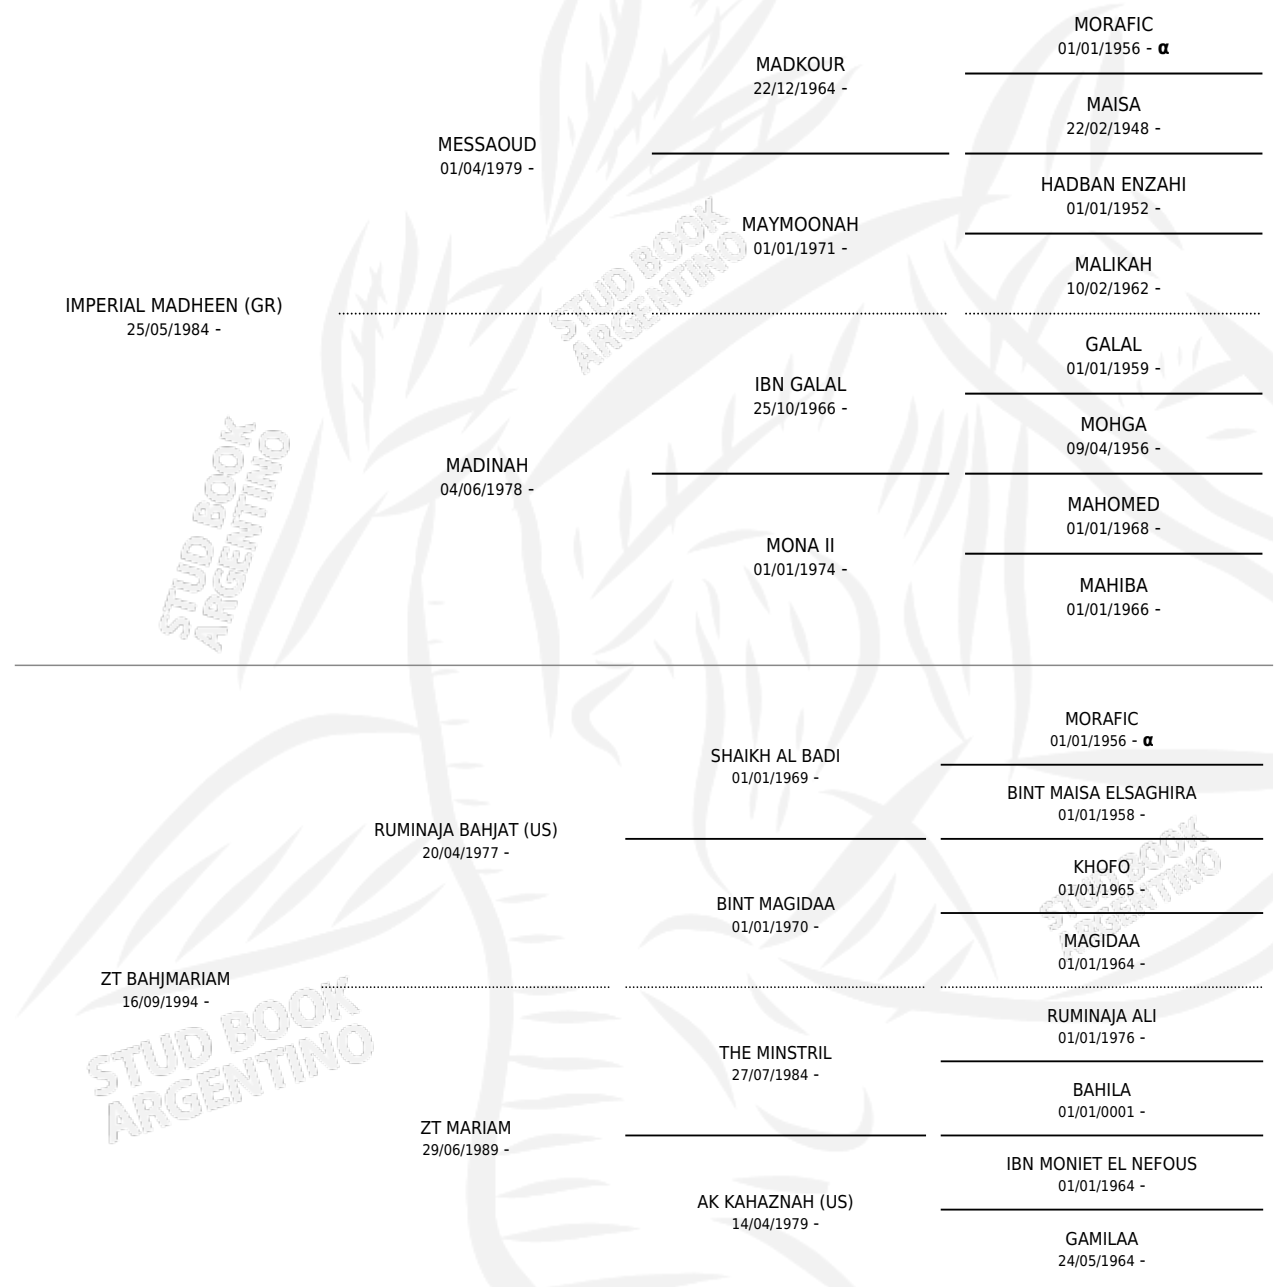 MORAFIC
01/01/1956 - α
MADKOUR
22/12/1964 -
MAISA
22/02/1948 -
MESSAOUD
01/04/1979 -
HADBAN ENZAHI
01/01/1952 -
MAYMOONAH
01/01/1971 -
MALIKAH
10/02/1962 -
IMPERIAL MADHEEN (GR)
25/05/1984 -
GALAL
01/01/1959 -
IBN GALAL
25/10/1966 -
MOHGA
09/04/1956 -
MADINAH
04/06/1978 -
MAHOMED
01/01/1968 -
MONA II
01/01/1974 -
MAHIBA
01/01/1966 -
STUD BOOK
ARGENTINO
STUD BOOK
ARGENTINO
MORAFIC
01/01/1956 - α
SHAIKH AL BADI
01/01/1969 -
BINT MAISA ELSAGHIRA
01/01/1958 -
RUMINAJA BAHJAT (US)
20/04/1977 -
KHOFO
01/01/1965 -
BINT MAGIDAA
01/01/1970 -
MAGIDAA
01/01/1964 -
ZT BAHJMARIAM
16/09/1994 -
RUMINAJA ALI
01/01/1976 -
THE MINSTRIL
27/07/1984 -
BAHILA
01/01/0001 -
ZT MARIAM
29/06/1989 -
IBN MONIET EL NEFOUS
01/01/1964 -
AK KAHAZNAH (US)
14/04/1979 -
GAMILAA
24/05/1964 -
STUD BOOK
ARGENTINO
STUD BOOK
ARGENTINO